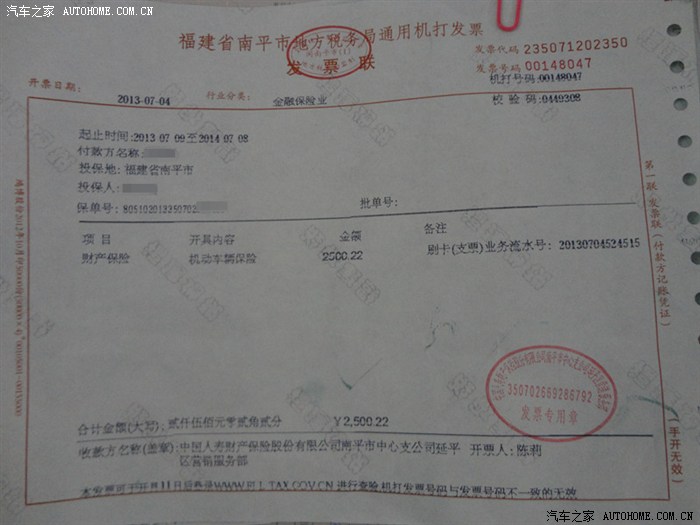 汽车之家 AUTOHOME.COM.CN
福建省南平市地方税务局通用机打发票
发票联
发票代码 235071202350
发票号码 00148047
机打号码:00148047
开票日期: 2013-07-04 行业分类: 金融保险业 校验码:0449308
起止时间:2013-07-09至2014-07-08
付款方名称:
投保地:福建省南平市
投保人:
保单号:805102013350702 批单号:
项目 开具内容 金额 备注
财产保险 机动车辆保险 2500.22 刷卡(支票)业务流水号:20130704524515
350702669286792
发票专用章
合计金额(大写):贰仟伍佰元零贰角贰分 ¥2,500.22
收款方名称(盖章):中国人寿财产保险股份有限公司南平市中心支公司延平区营销服务部 开票人:陈莉
区营销服务部
第一联:发票联(付款方记账凭证)
(手开无效)
汽车之家 AUTOHOME.COM.CN